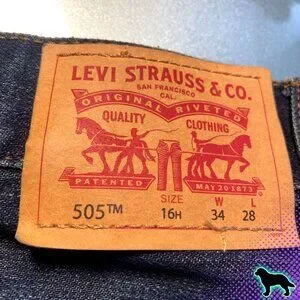 LEVI STRAUSS & CO.
SAN FRANCISCO
CAL.
ORIGINAL RIVETED
QUALITY CLOTHING
PATENTED MAY 20 1873
SIZE W L
505™ 16H 34 28